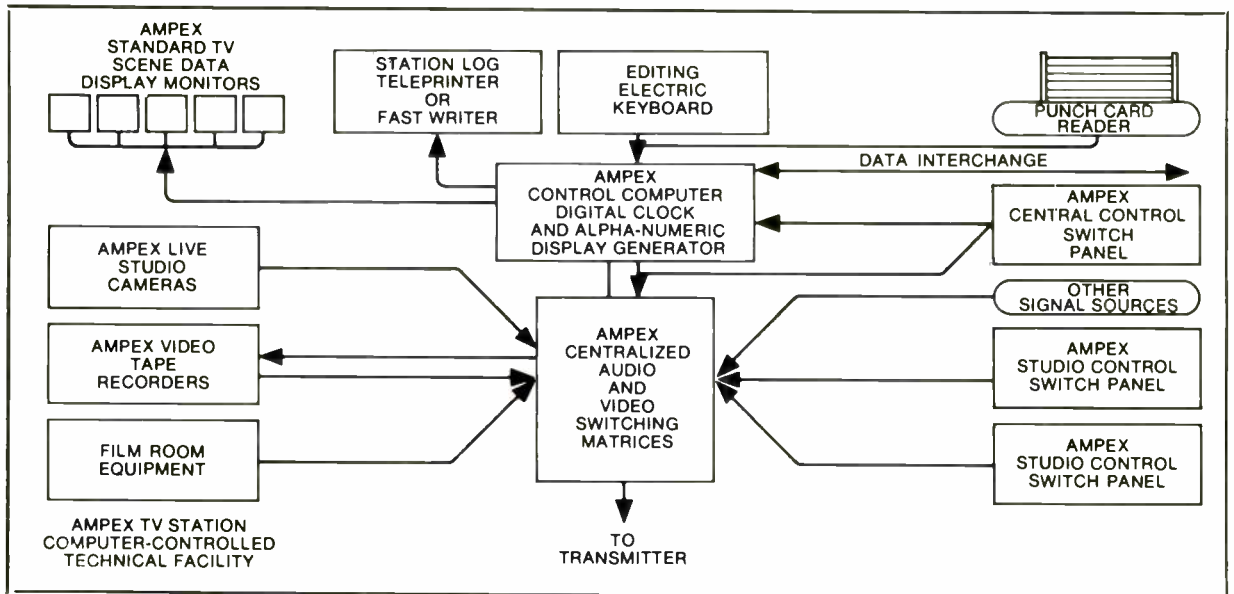 AMPEX
STANDARD TV
SCENE DATA
DISPLAY MONITORS
STATION LOG
TELEPRINTER
OR
FAST WRITER
EDITING
ELECTRIC
KEYBOARD
PUNCH CARD
READER
DATA INTERCHANGE
AMPEX
CONTROL COMPUTER
DIGITAL CLOCK
AND ALPHA-NUMERIC
DISPLAY GENERATOR
AMPEX
CENTRAL CONTROL
SWITCH
PANEL
AMPEX LIVE
STUDIO
CAMERAS
OTHER
SIGNAL SOURCES
AMPEX VIDEO
TAPE
RECORDERS
AMPEX
CENTRALIZED
AUDIO
AND
VIDEO
SWITCHING
MATRICES
AMPEX
STUDIO CONTROL
SWITCH PANEL
FILM ROOM
EQUIPMENT
AMPEX
STUDIO CONTROL
SWITCH PANEL
AMPEX TV STATION
COMPUTER-CONTROLLED
TECHNICAL FACILITY
TO
TRANSMITTER